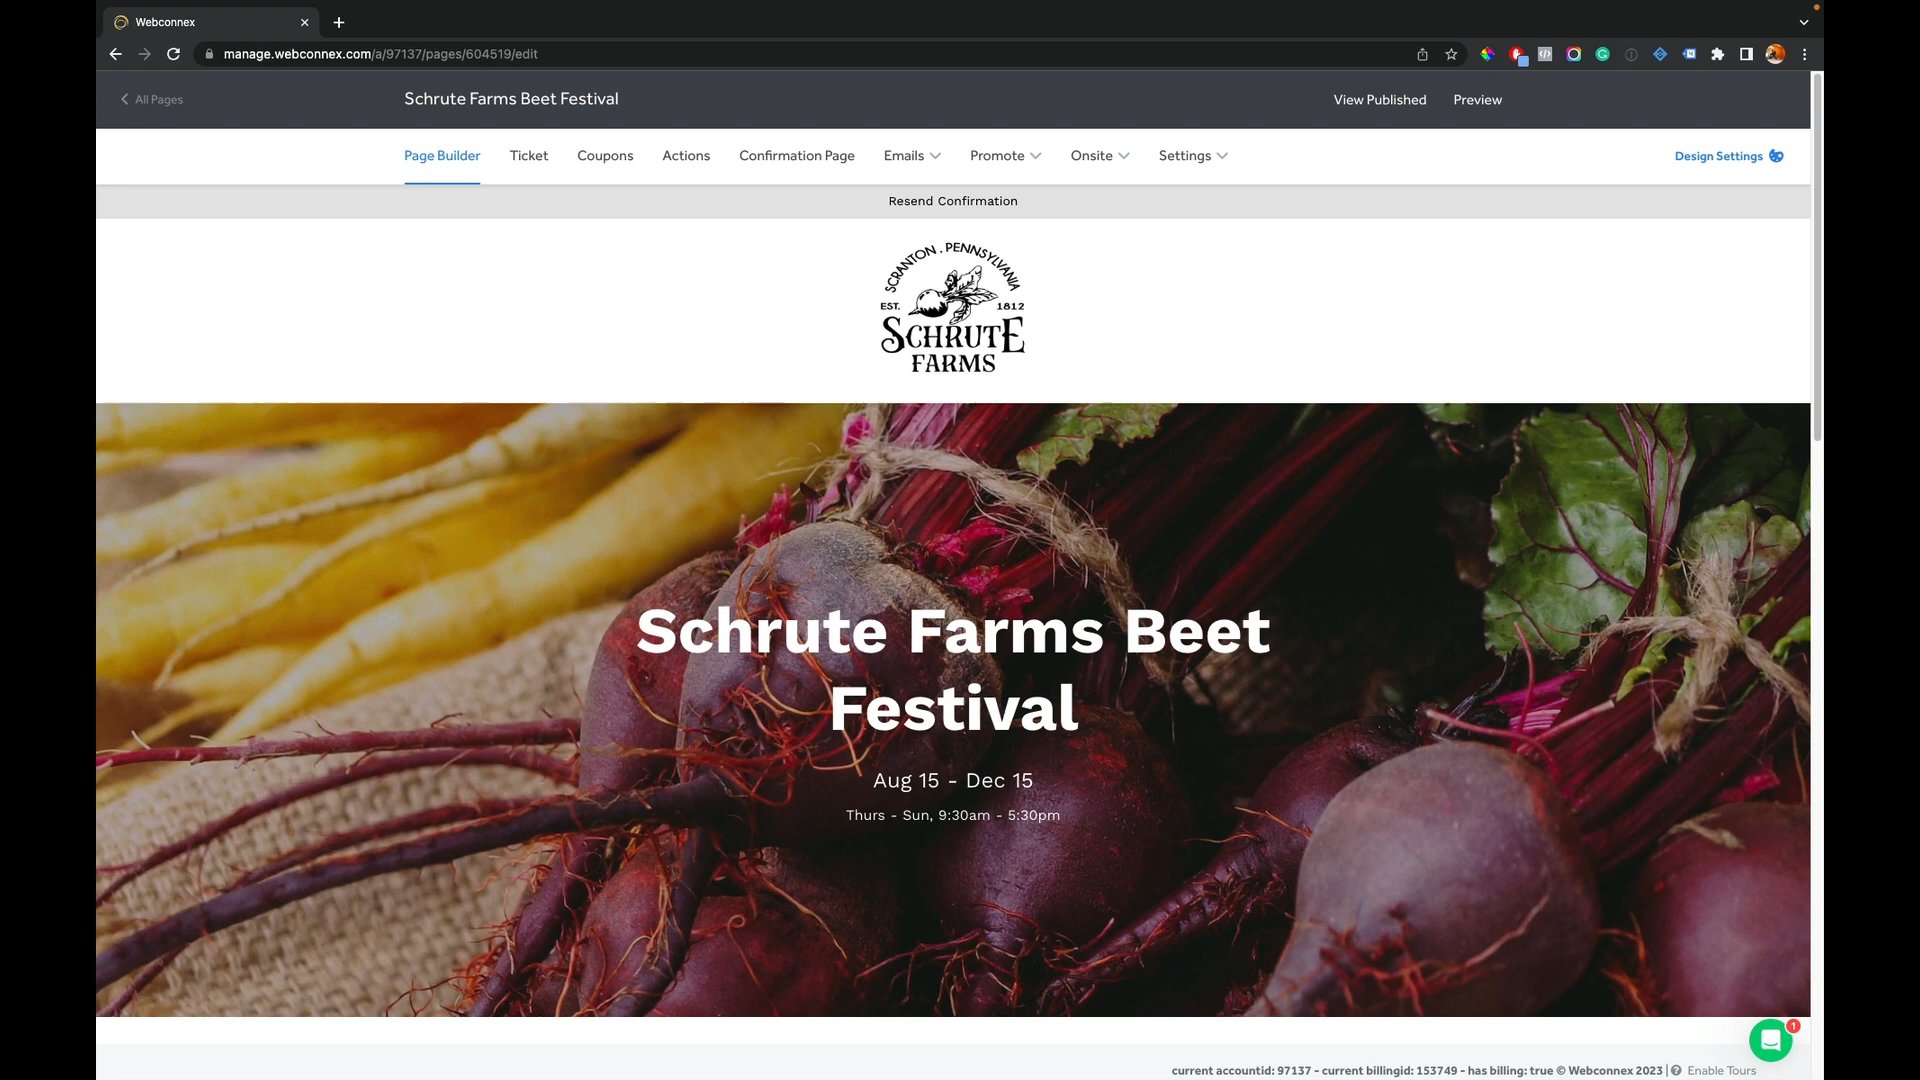 Webconnex
manage.webconnex.com/a/97137/pages/604519/edit
All Pages
Schrute Farms Beet Festival
View Published
Preview
Page Builder
Ticket
Coupons
Actions
Confirmation Page
Emails
Promote
Onsite
Settings
Design Settings
Resend Confirmation
SCRANTON . PENNSYLVANIA
EST. 1812
SCHRUTE
FARMS
Schrute Farms Beet
Festival
Aug 15 - Dec 15
Thurs - Sun, 9:30am - 5:30pm
1
current accountid: 97137 - current billingid: 153749 - has billing: true © Webconnex 2023 | Enable Tours